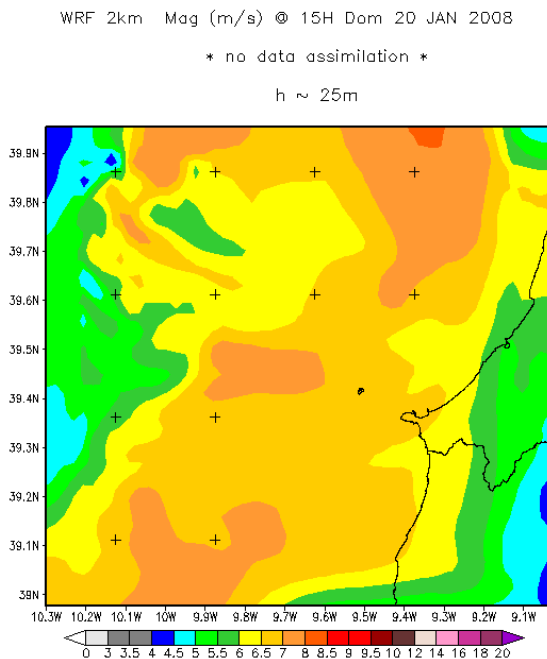 WRF 2km Mag (m/s) @ 15H Dom 20 JAN 2008
* no data assimilation *
h ~ 25m
39.9N
39.8N
39.7N
39.6N
39.5N
39.4N
39.3N
39.2N
39.1N
39N
10.3W 10.2W 10.1W 10W 9.9W 9.8W 9.7W 9.6W 9.5W 9.4W 9.3W 9.2W 9.1W
0 3 3.5 4 4.5 5 5.5 6 6.5 7 8 8.5 9 9.5 10 12 14 16 18 20